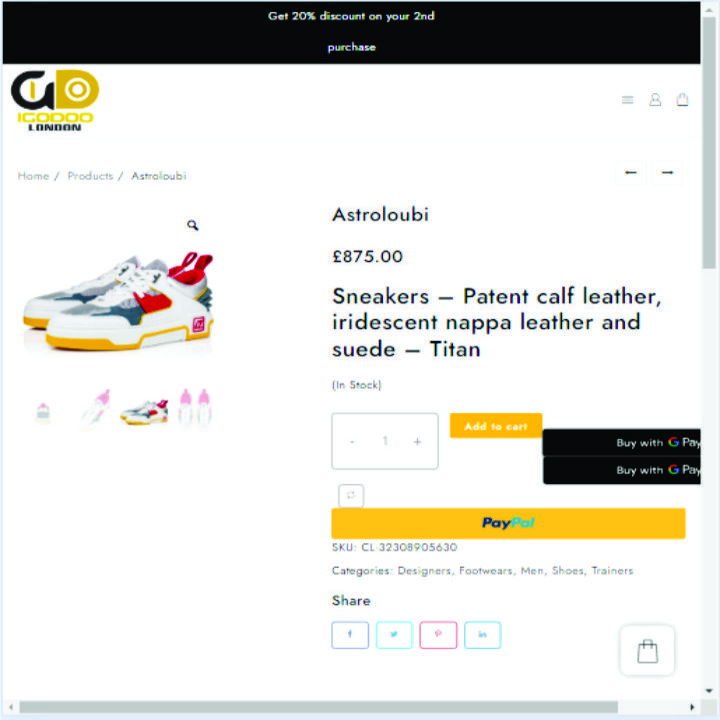 Get 20% discount on your 2nd
purchase
IGODOO
LONDON
Home / Products / Astroloubi
Astroloubi
£875.00
Sneakers – Patent calf leather,
iridescent nappa leather and
suede – Titan
(In Stock)
- 1 +
Add to cart
Buy with G Pay
Buy with G Pay
PayPal
SKU: CL-32308905630
Categories: Designers, Footwears, Men, Shoes, Trainers
Share